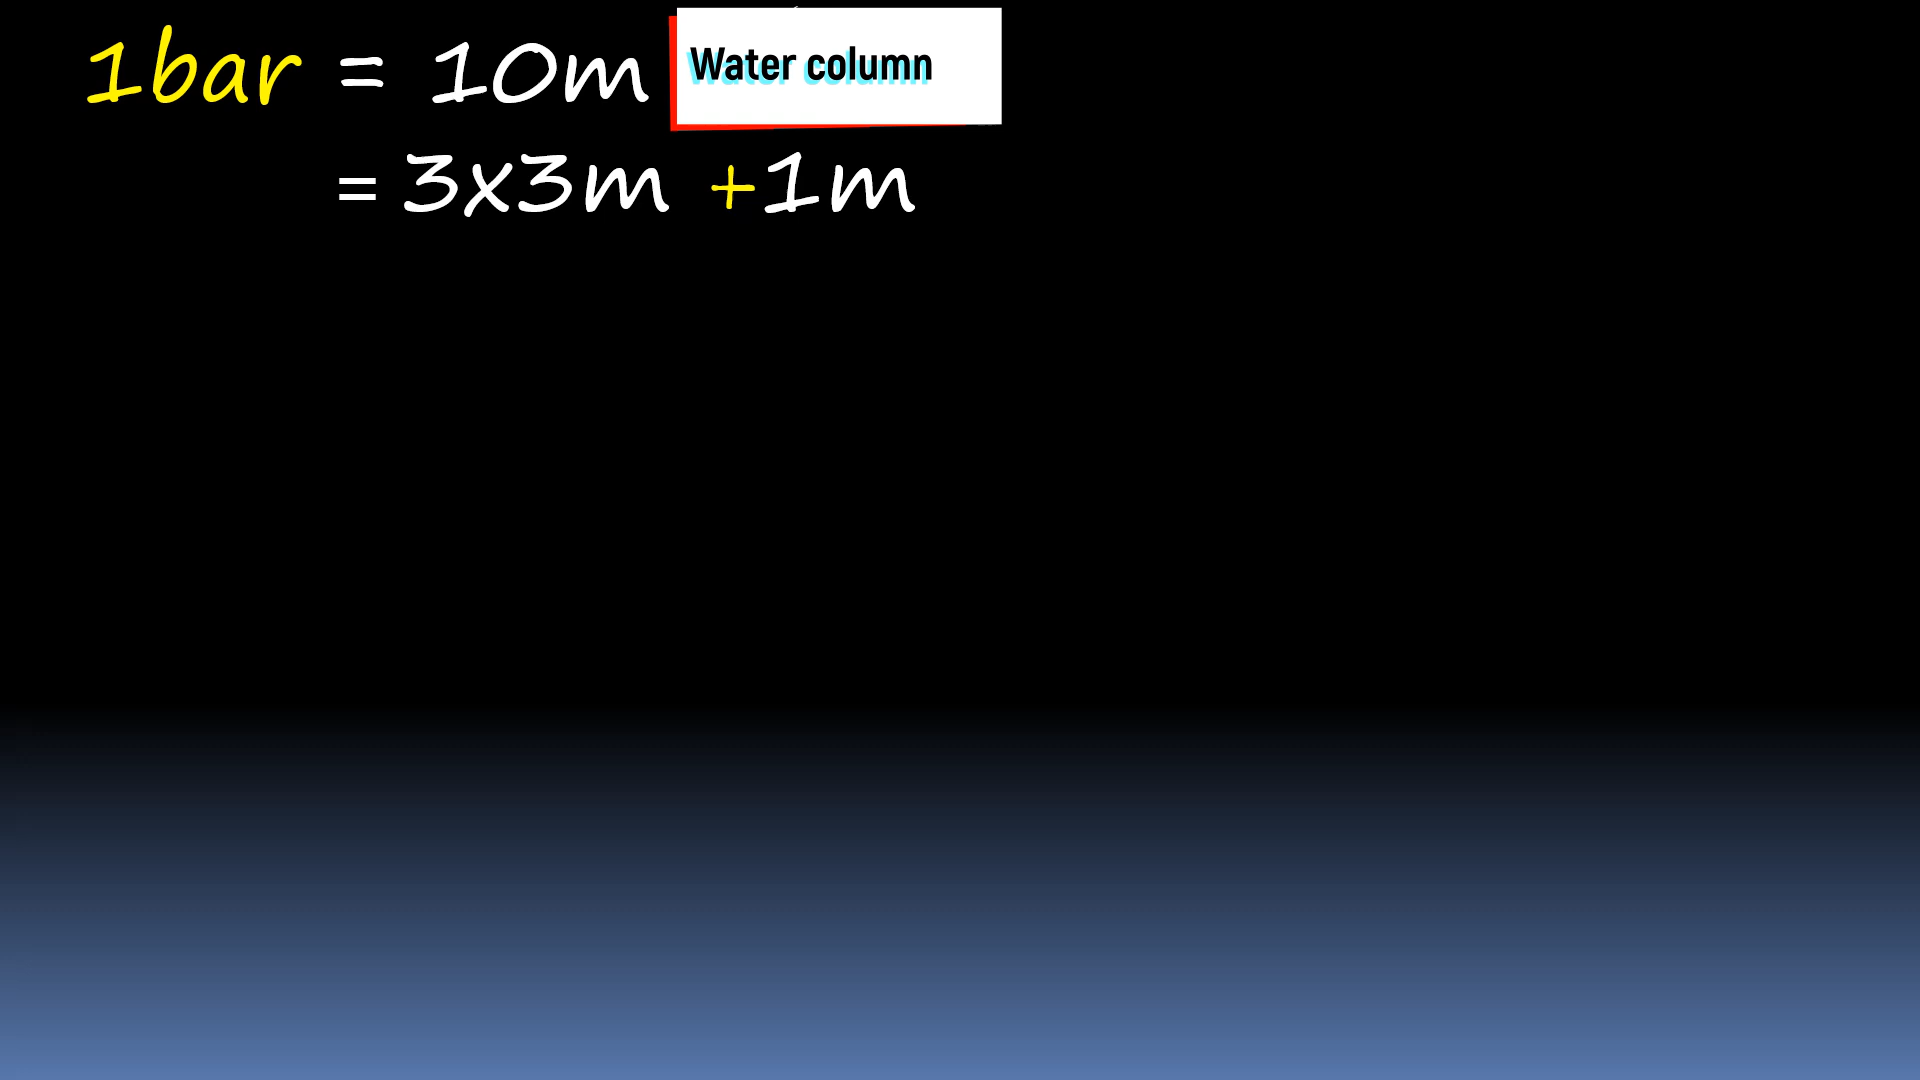 1bar = 10m Water column
= 3x3m +1m